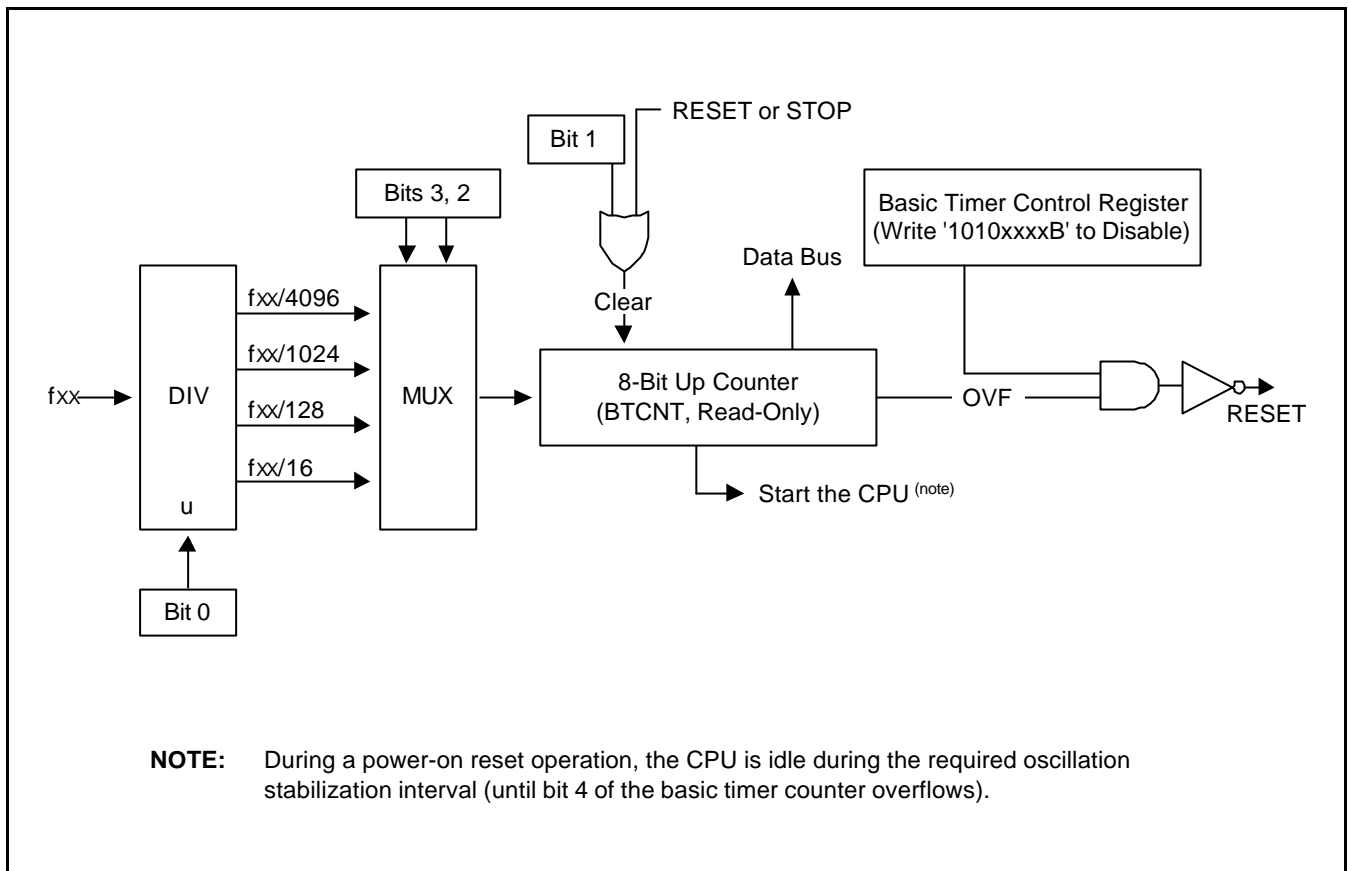 RESET or STOP
Bit 1
Bits 3, 2
Basic Timer Control Register
(Write '1010xxxxB' to Disable)
Data Bus
Clear
fxx/4096
fxx/1024
fxx/128
fxx/16
fxx
DIV
u
MUX
8-Bit Up Counter
(BTCNT, Read-Only)
OVF
RESET
Start the CPU (note)
Bit 0
NOTE: During a power-on reset operation, the CPU is idle during the required oscillation
stabilization interval (until bit 4 of the basic timer counter overflows).